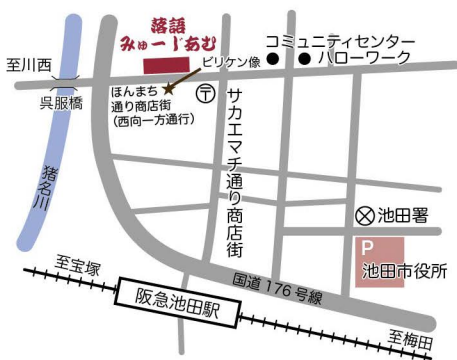 落語
みゅーじあむ
ビリケン像
コミュニティセンター
ハローワーク
至川西
呉服橋
ほんまち
通り商店街
(西向一方通行)
サカエマチ通り商店街
猪名川
池田署
P
池田市役所
至宝塚
国道176号線
阪急池田駅
至梅田